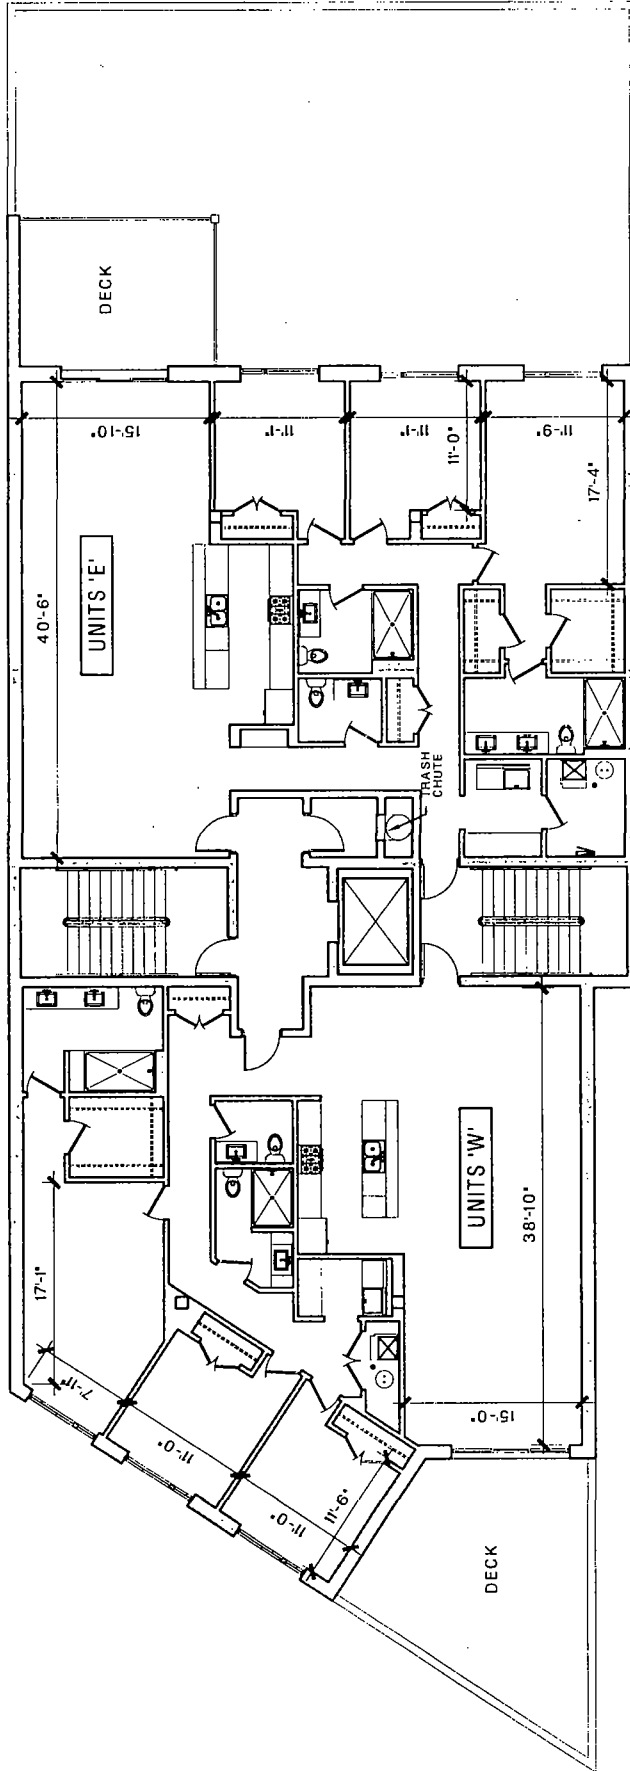 DECK
15'-10"
11'-1"
11'-1"
11'-0"
11'-9"
17'-4"
40'-6"
UNITS 'E'
TRASH
CHUTE
UNITS 'W'
38'-10"
17'-1"
7'-11"
11'-0"
11'-0"
11'-6"
15'-0"
DECK